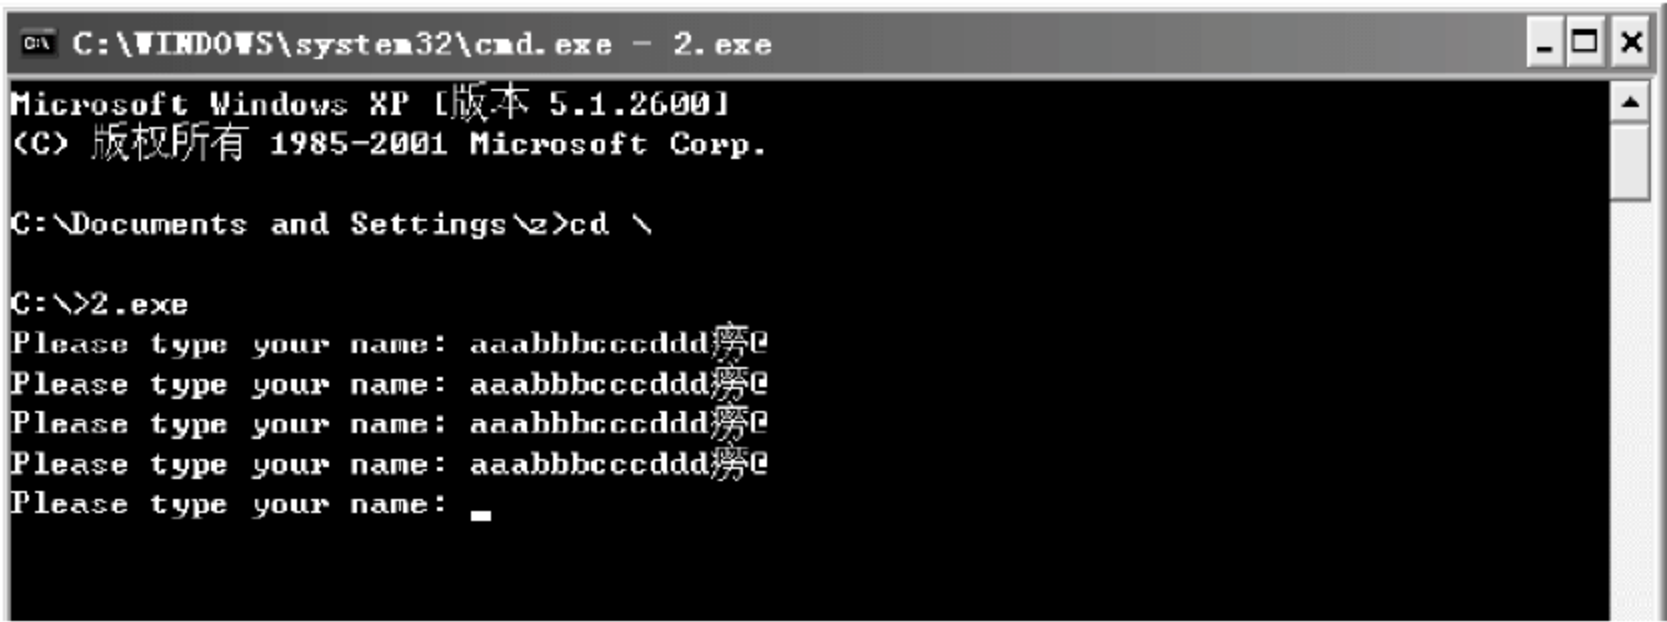 C:\WINDOWS\system32\cmd.exe - 2.exe
Microsoft Windows XP [版本 5.1.2600]
(C) 版权所有 1985-2001 Microsoft Corp.
C:\Documents and Settings\z>cd \
C:\>2.exe
Please type your name: aaabbbcccddd癆@
Please type your name: aaabbbcccddd癆@
Please type your name: aaabbbcccddd癆@
Please type your name: aaabbbcccddd癆@
Please type your name: